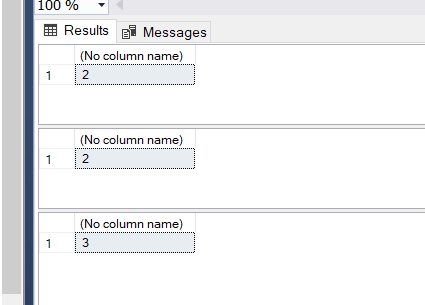 100 %
Results Messages
(No column name)
1 2
(No column name)
1 2
(No column name)
1 3